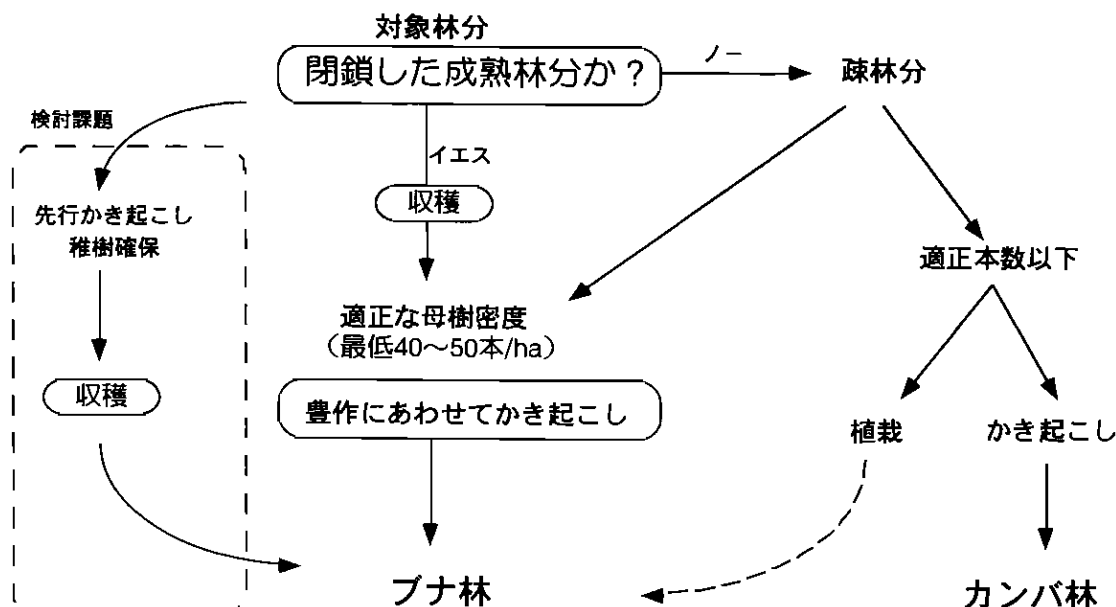 対象林分
閉鎖した成熟林分か？
ノー
疎林分
検討課題
イエス
収穫
先行かき起こし
稚樹確保
適正本数以下
適正な母樹密度
（最低40～50本/ha）
収穫
豊作にあわせてかき起こし
植栽
かき起こし
ブナ林
カンバ林